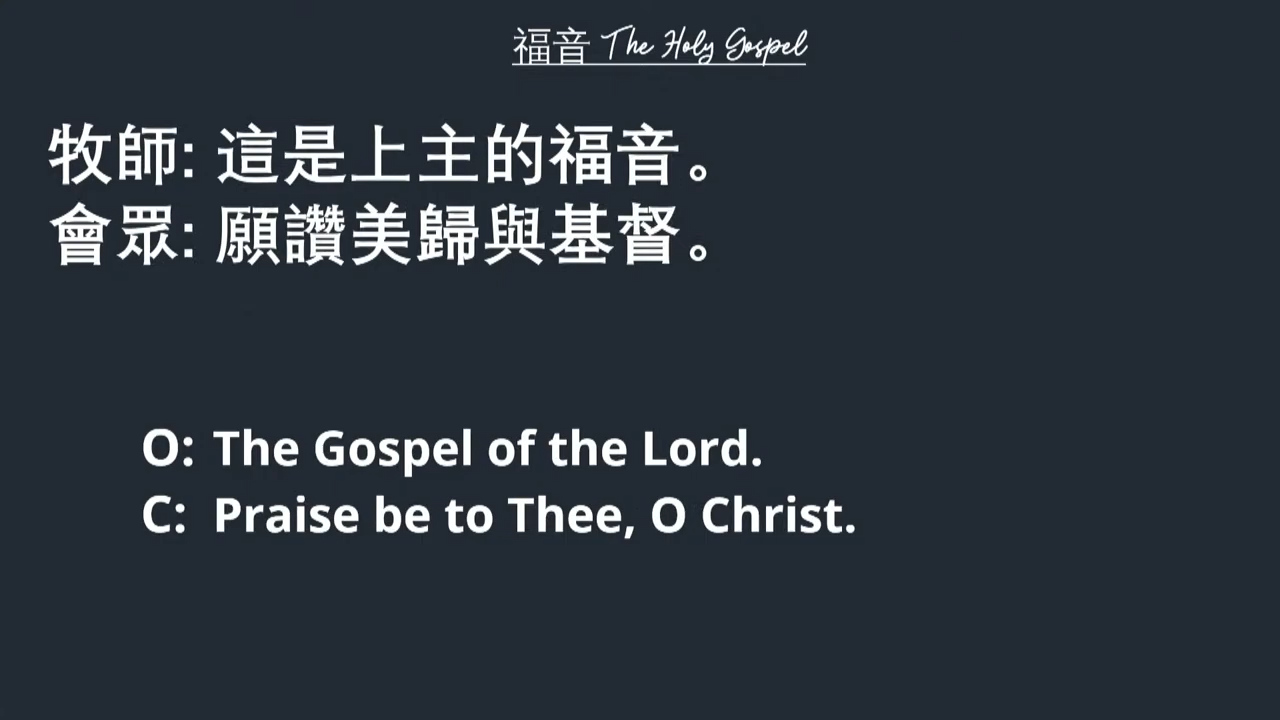 福音 The Holy Gospel
牧師: 這是上主的福音。
會眾: 願讚美歸與基督。
O: The Gospel of the Lord.
C: Praise be to Thee, O Christ.